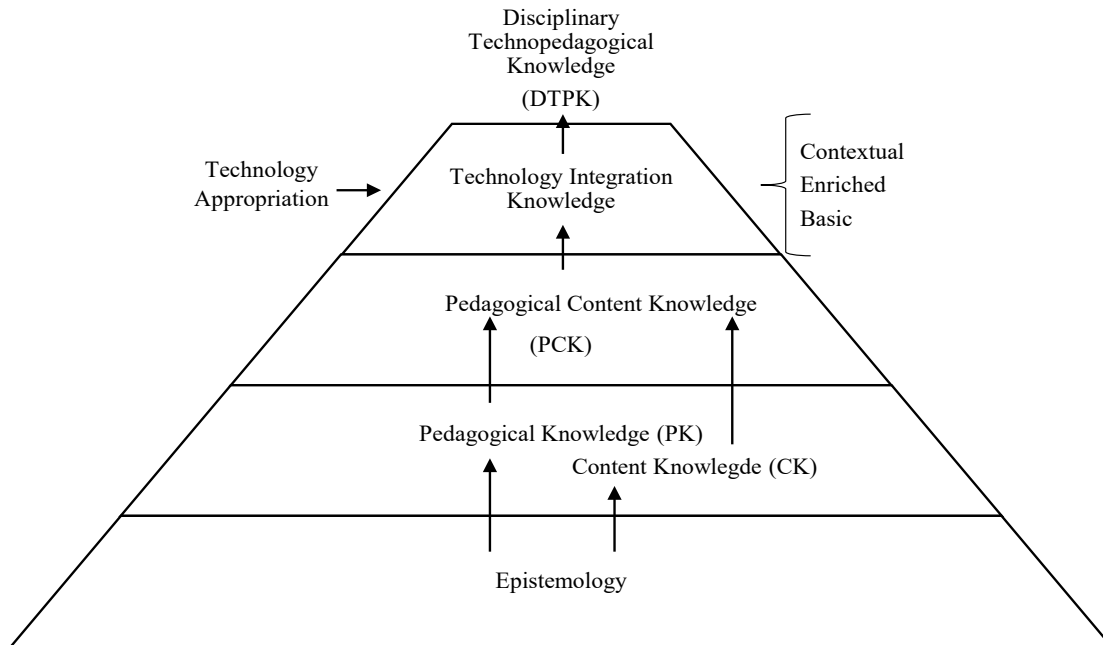 Disciplinary
Technopedagogical
Knowledge
(DTPK)
Technology
Appropriation
Technology Integration
Knowledge
Contextual
Enriched
Basic
Pedagogical Content Knowledge
(PCK)
Pedagogical Knowledge (PK)
Content Knowlegde (CK)
Epistemology